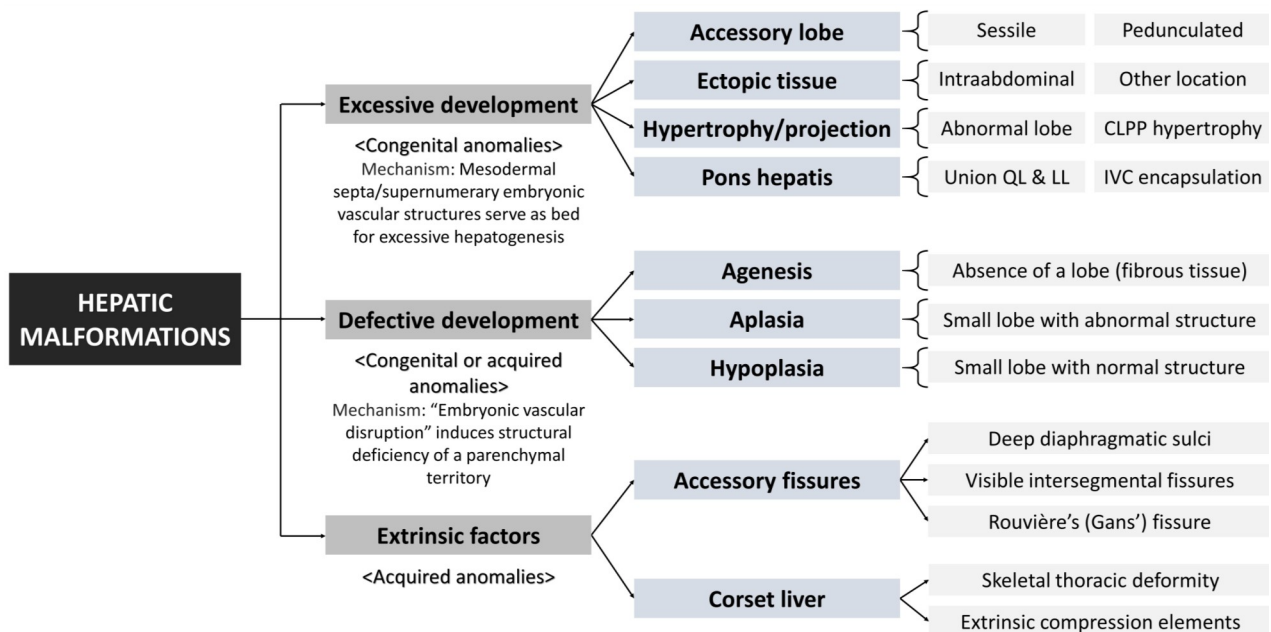 HEPATIC
MALFORMATIONS
Excessive development
<Congenital anomalies>
Mechanism: Mesodermal
septa/supernumerary embryonic
vascular structures serve as bed
for excessive hepatogenesis
Accessory lobe
Sessile
Pedunculated
Ectopic tissue
Intraabdominal
Other location
Hypertrophy/projection
Abnormal lobe
CLPP hypertrophy
Pons hepatis
Union QL & LL
IVC encapsulation
Defective development
<Congenital or acquired
anomalies>
Mechanism: “Embryonic vascular
disruption” induces structural
deficiency of a parenchymal
territory
Agenesis
Absence of a lobe (fibrous tissue)
Aplasia
Small lobe with abnormal structure
Hypoplasia
Small lobe with normal structure
Extrinsic factors
<Acquired anomalies>
Accessory fissures
Deep diaphragmatic sulci
Visible intersegmental fissures
Rouvière’s (Gans’) fissure
Corset liver
Skeletal thoracic deformity
Extrinsic compression elements